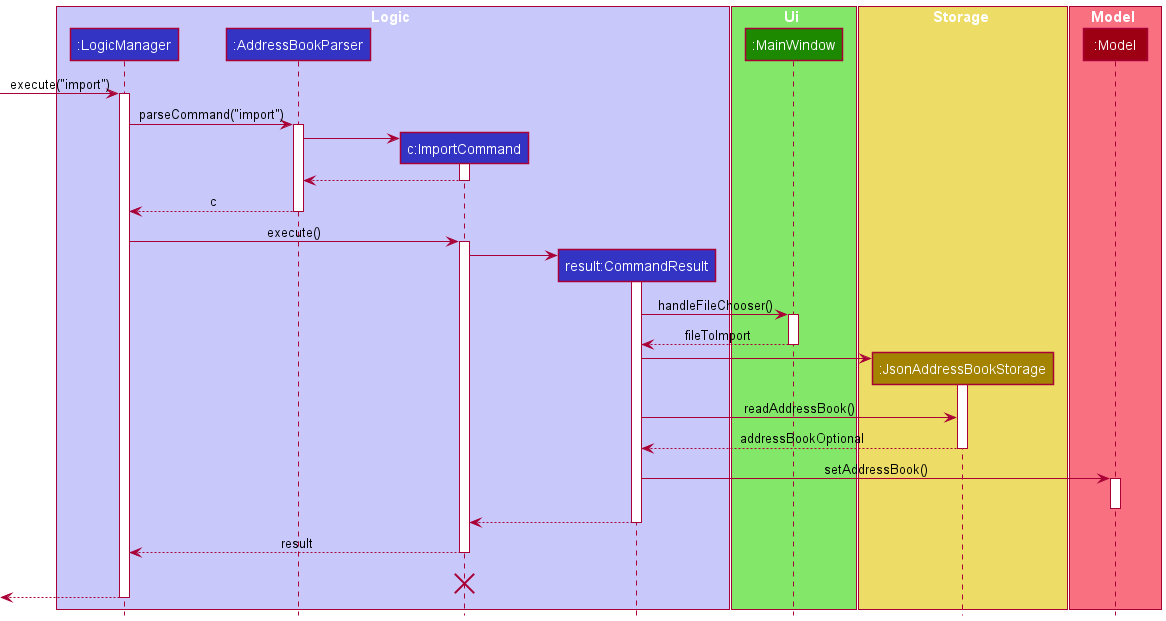 Logic
Ui
Storage
Model
:LogicManager
:AddressBookParser
:MainWindow
:Model
execute("import")
parseCommand("import")
c:ImportCommand
c
execute()
result:CommandResult
handleFileChooser()
fileToImport
:JsonAddressBookStorage
readAddressBook()
addressBookOptional
setAddressBook()
result